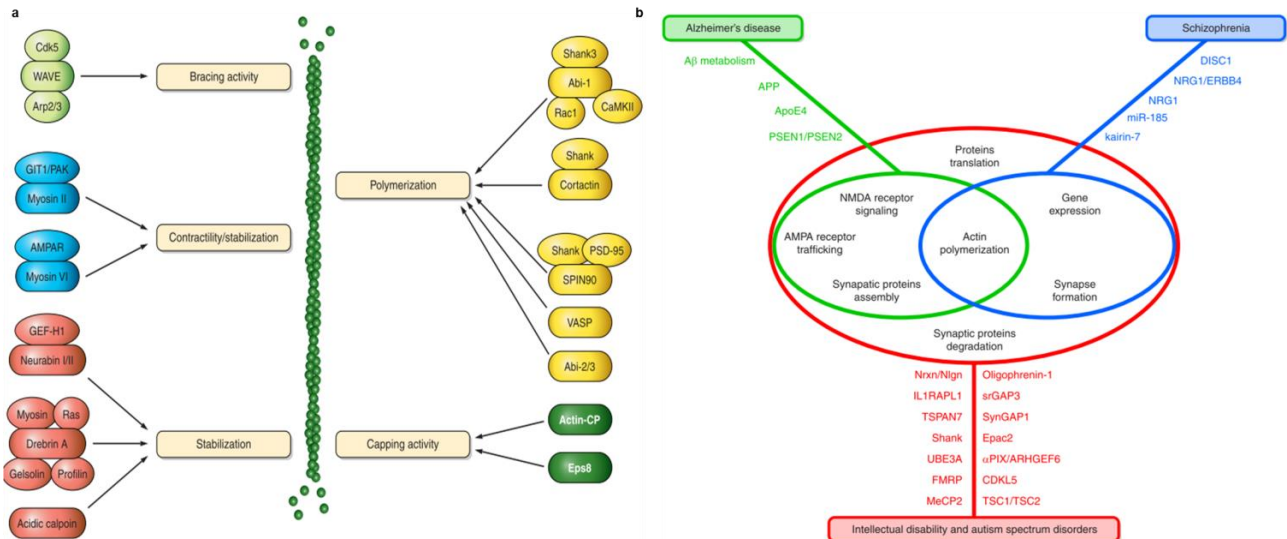 a
Cdk5
WAVE
Arp2/3
Bracing activity
GIT1/PAK
Myosin II
AMPAR
Myosin VI
Contractility/stabilization
GEF-H1
Neurabin I/II
Myosin
Ras
Drebrin A
Gelsolin
Profilin
Acidic calpoin
Stabilization
Shank3
Abi-1
Rac1
CaMKII
Shank
Cortactin
Polymerization
Shank
PSD-95
SPIN90
VASP
Abi-2/3
Actin-CP
Eps8
Capping activity
b
Alzheimer's disease
Aβ metabolism
APP
ApoE4
PSEN1/PSEN2
Schizophrenia
DISC1
NRG1/ERBB4
NRG1
miR-185
kairin-7
Proteins
translation
NMDA receptor
signaling
AMPA receptor
trafficking
Synapatic proteins
assembly
Actin
polymerization
Gene
expression
Synapse
formation
Synaptic proteins
degradation
Nrxn/Nlgn
IL1RAPL1
TSPAN7
Shank
UBE3A
FMRP
MeCP2
Oligophrenin-1
srGAP3
SynGAP1
Epac2
αPIX/ARHGEF6
CDKL5
TSC1/TSC2
Intellectual disability and autism spectrum disorders